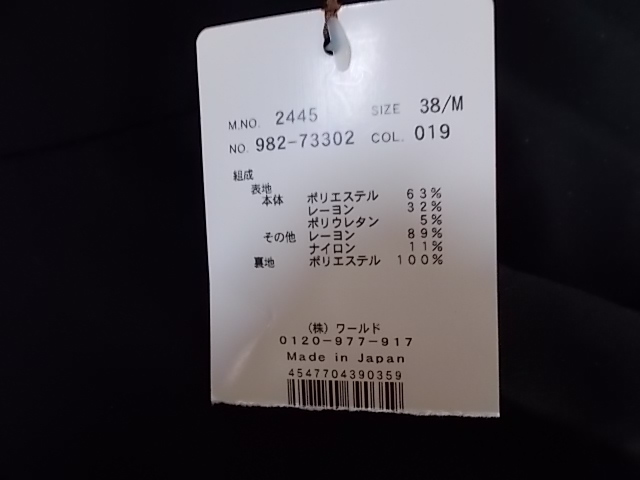 M.NO. 2445 SIZE 38/M
NO. 982-73302 COL. 019
組成
表地
本体 ポリエステル 63%
レーヨン 32%
ポリウレタン 5%
その他 レーヨン 89%
ナイロン 11%
裏地 ポリエステル 100%
(株) ワールド
0120-977-917
Made in Japan
4547704390359